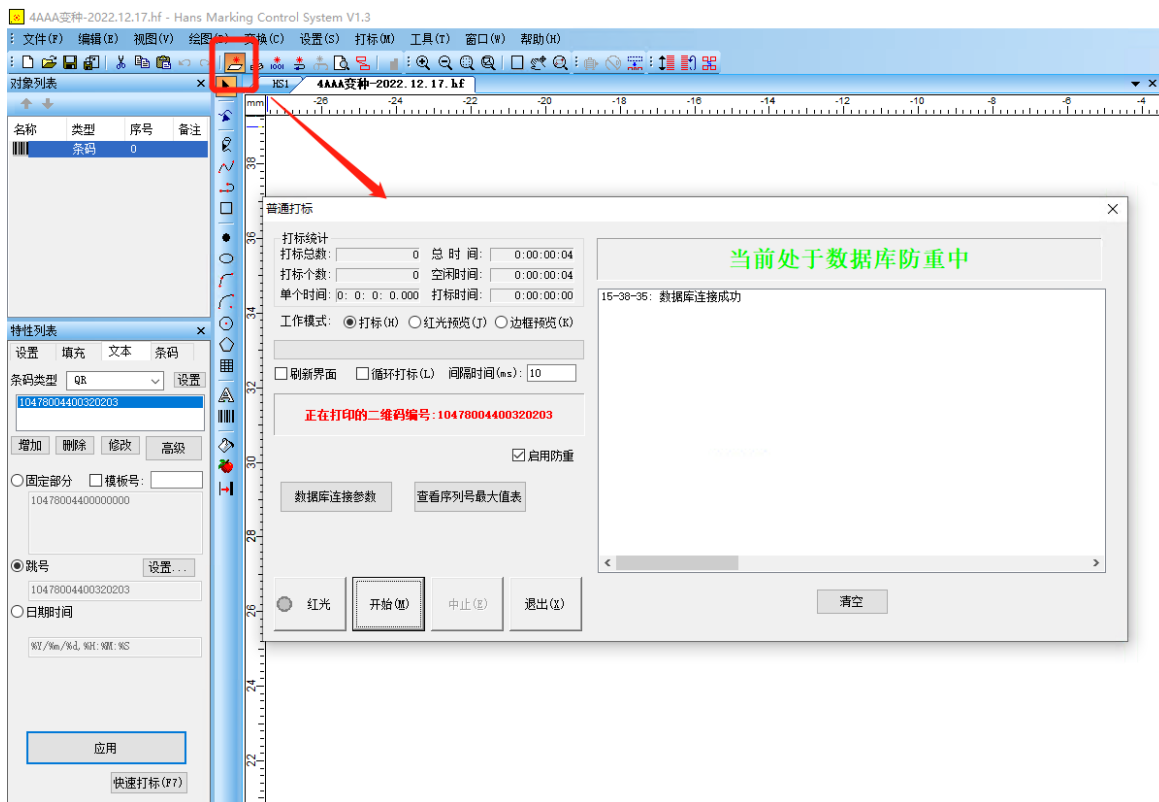 4AAA变种-2022.12.17.hf - Hans Marking Control System V1.3
文件(F) 编辑(E) 视图(V) 绘图(D) 变换(C) 设置(S) 打标(M) 工具(T) 窗口(W) 帮助(H)
对象列表
HS1 4AAA变种-2022.12.17.hf
mm -26 -24 -22 -20 -18 -16 -14 -12 -10 -8 -6 -4
名称 类型 序号 备注
条码 0
38
36
34
32
30
28
26
24
22
特性列表
设置 填充 文本 条码
条码类型 QR 设置
10478004400320203
增加 删除 修改 高级
固定部分 模板号:
10478004400000000
跳号 设置...
10478004400320203
日期时间
%Y/%m/%d,%H:%M:%S
应用
快速打标(F7)
普通打标
打标统计
打标总数: 0 总 时 间: 0:00:00:04
打标个数: 0 空闲时间: 0:00:00:04
单个时间: 0: 0: 0: 0.000 打标时间: 0:00:00:00
工作模式: 打标(H) 红光预览(J) 边框预览(K)
刷新界面 循环打标(L) 间隔时间(ms): 10
正在打印的二维码编号:10478004400320203
启用防重
数据库连接参数 查看序列号最大值表
红光 开始(M) 中止(E) 退出(X)
当前处于数据库防重中
15-38-35: 数据库连接成功
清空